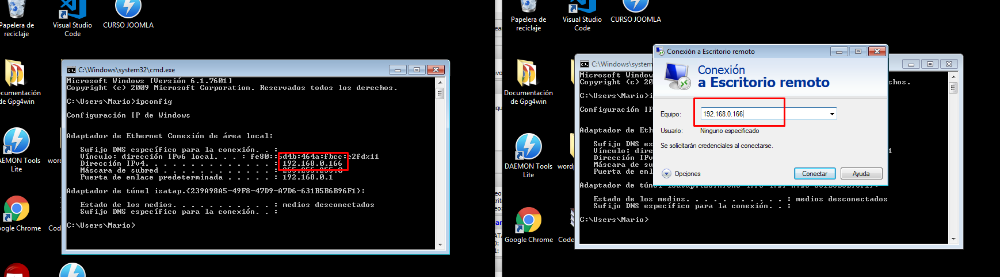 Papelera de
reciclaje
Visual Studio
Code
CURSO JOOMLA
ocumentación
de Gpg4win
AEMON Tools
Lite
word
ogle Chrome
Cod
C:\Windows\system32\cmd.exe
Microsoft Windows [Versión 6.1.7601]
Copyright (c) 2009 Microsoft Corporation. Reservados todos los derechos.
C:\Users\Mario>ipconfig
Configuración IP de Windows
Adaptador de Ethernet Conexión de área local:
Sufijo DNS específico para la conexión. . :
Vínculo: dirección IPv6 local. . . : fe80::5d4b:464a:fbcc:e2fd%11
Dirección IPv4. . . . . . . . . . . . . . : 192.168.0.166
Máscara de subred . . . . . . . . . . . . : 255.255.255.0
Puerta de enlace predeterminada . . . . . : 192.168.0.1
Adaptador de túnel isatap.{239A98A5-49F8-47D9-A7D6-631B5B6B96F1}:
Estado de los medios. . . . . . . . . . . : medios desconectados
Sufijo DNS específico para la conexión. . :
C:\Users\Mario>
Papelera de
reciclaje
Visual Studio
Code
CURSO JOOMLA
Documentación
de Gpg4win
DAEMON Tools
Lite
wordp
Google Chrome
Code
C:\Windows\system
Microsoft Window
Copyright (c) 20
chos.
C:\Users\Mario>i
Configuración IP
Adaptador de Eth
Sufijo DNS es
Vínculo: dire
Dirección IPv
Máscara de su
Puerta de enl
Estado de los medios. . . . . . . . . . . : medios desconectados
Sufijo DNS específico para la conexión. . :
C:\Users\Mario>
Conexión a Escritorio remoto
Conexión
a Escritorio remoto
Equipo:
192.168.0.166
Usuario:
Ninguno especificado
Se solicitarán credenciales al conectarse.
Opciones
Conectar
Ayuda